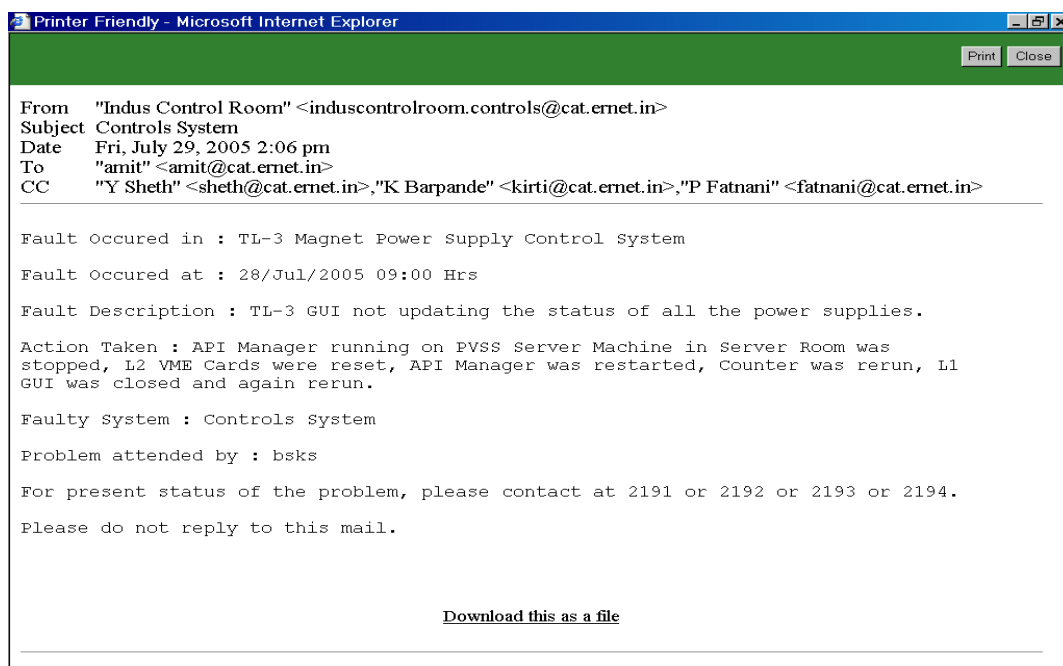 Printer Friendly - Microsoft Internet Explorer
Print Close
From "Indus Control Room" <induscontrolroom.controls@cat.ernet.in>
Subject Controls System
Date Fri, July 29, 2005 2:06 pm
To "amit" <amit@cat.ernet.in>
CC "Y Sheth" <sheth@cat.ernet.in>,"K Barpande" <kirti@cat.ernet.in>,"P Fatnani" <fatnani@cat.ernet.in>
Fault Occured in : TL-3 Magnet Power Supply Control System
Fault Occured at : 28/Jul/2005 09:00 Hrs
Fault Description : TL-3 GUI not updating the status of all the power supplies.
Action Taken : API Manager running on PVSS Server Machine in Server Room was
stopped, L2 VME Cards were reset, API Manager was restarted, Counter was rerun, L1
GUI was closed and again rerun.
Faulty System : Controls System
Problem attended by : bsks
For present status of the problem, please contact at 2191 or 2192 or 2193 or 2194.
Please do not reply to this mail.
Download this as a file